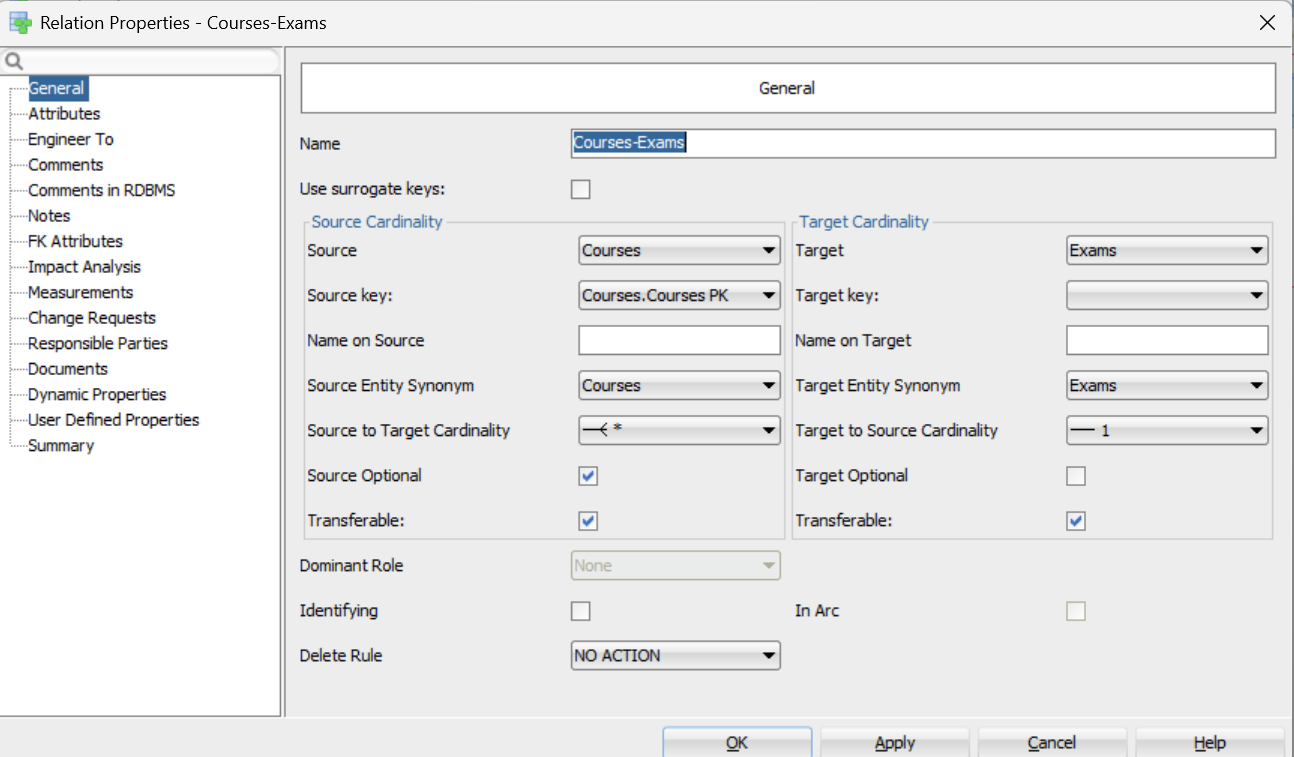 Relation Properties - Courses-Exams
General
Attributes
Engineer To
Comments
Comments in RDBMS
Notes
FK Attributes
Impact Analysis
Measurements
Change Requests
Responsible Parties
Documents
Dynamic Properties
User Defined Properties
Summary
General
Name Courses-Exams
Use surrogate keys:
Source Cardinality
Source Courses
Source key: Courses.Courses PK
Name on Source
Source Entity Synonym Courses
Source to Target Cardinality *
Source Optional
Transferable:
Target Cardinality
Target Exams
Target key:
Name on Target
Target Entity Synonym Exams
Target to Source Cardinality 1
Target Optional
Transferable:
Dominant Role None
Identifying In Arc
Delete Rule NO ACTION
OK Apply Cancel Help